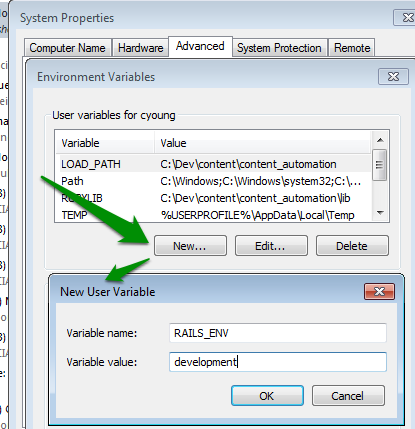 System Properties
Computer Name Hardware Advanced System Protection Remote
Environment Variables
User variables for cyoung
Variable Value
LOAD_PATH C:\Dev\content\content_automation
Path C:\Windows;C:\Windows\system32;C:\...
C:\Dev\content\content_automation\lib
TEMP %USERPROFILE%\AppData\Local\Temp
New... Edit... Delete
New User Variable
Variable name: RAILS_ENV
Variable value: development
OK Cancel